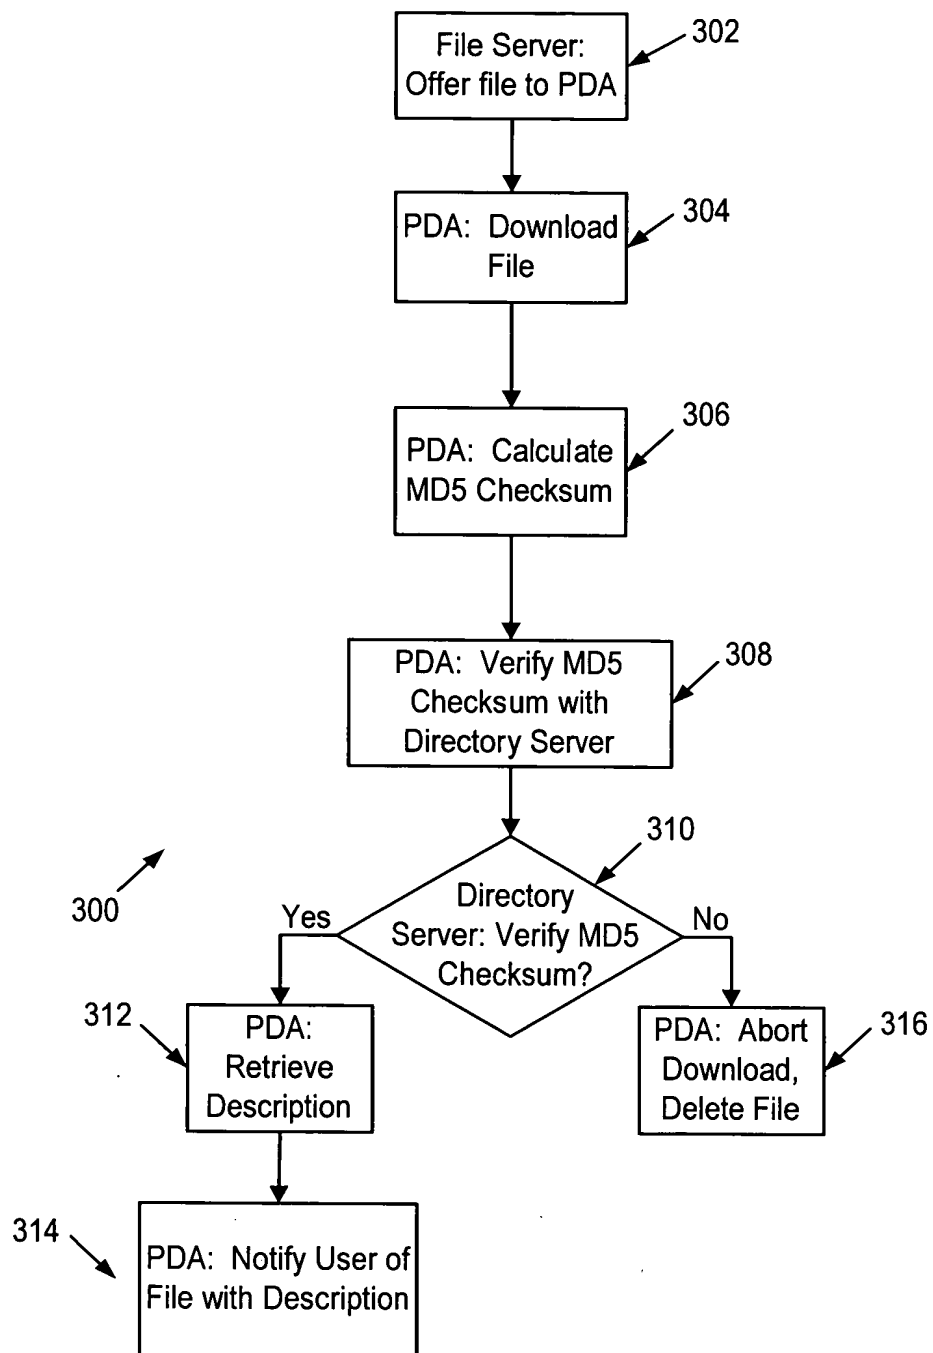 File Server:
Offer file to PDA
302
PDA: Download
File
304
PDA: Calculate
MD5 Checksum
306
PDA: Verify MD5
Checksum with
Directory Server
308
310
Directory
Server: Verify MD5
Checksum?
300
Yes
No
312
PDA:
Retrieve
Description
PDA: Abort
Download,
Delete File
316
314
PDA: Notify User of
File with Description